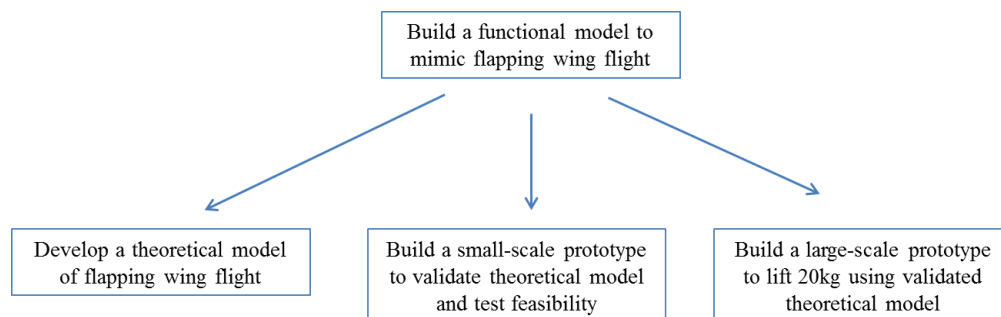 Build a functional model to
mimic flapping wing flight
Develop a theoretical model
of flapping wing flight
Build a small-scale prototype
to validate theoretical model
and test feasibility
Build a large-scale prototype
to lift 20kg using validated
theoretical model